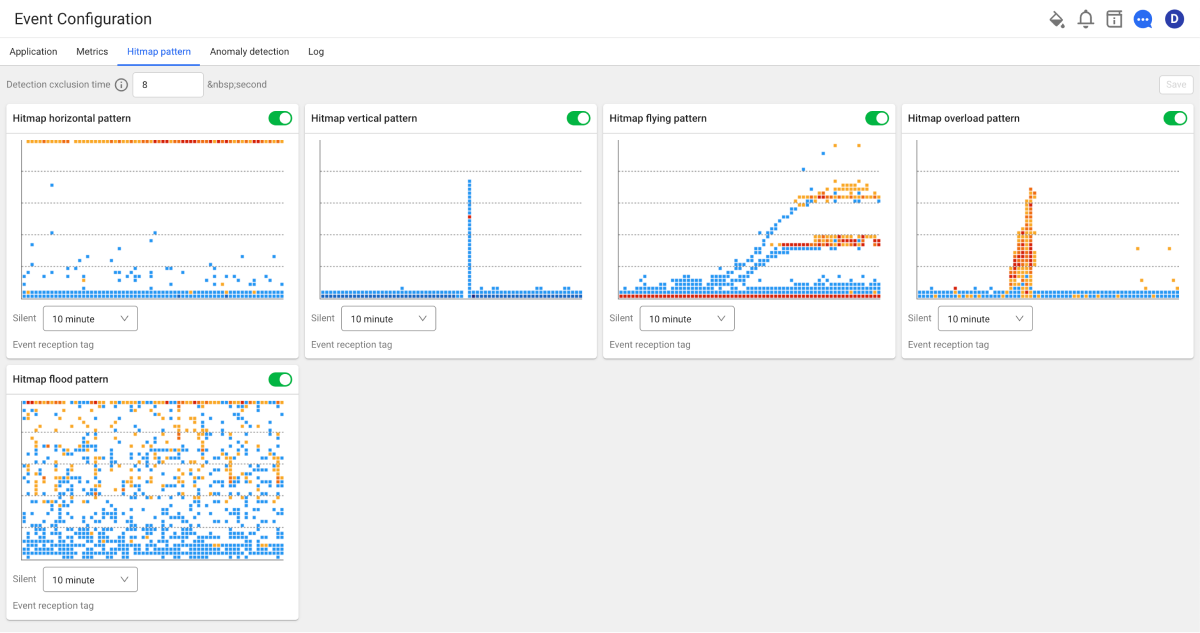 Event Configuration
D
Application Metrics Hitmap pattern Anomaly detection Log
Detection cxclusion time 8 &nbsp;second Save
Hitmap horizontal pattern
Silent 10 minute
Event reception tag
Hitmap vertical pattern
Silent 10 minute
Event reception tag
Hitmap flying pattern
Silent 10 minute
Event reception tag
Hitmap overload pattern
Silent 10 minute
Event reception tag
Hitmap flood pattern
Silent 10 minute
Event reception tag